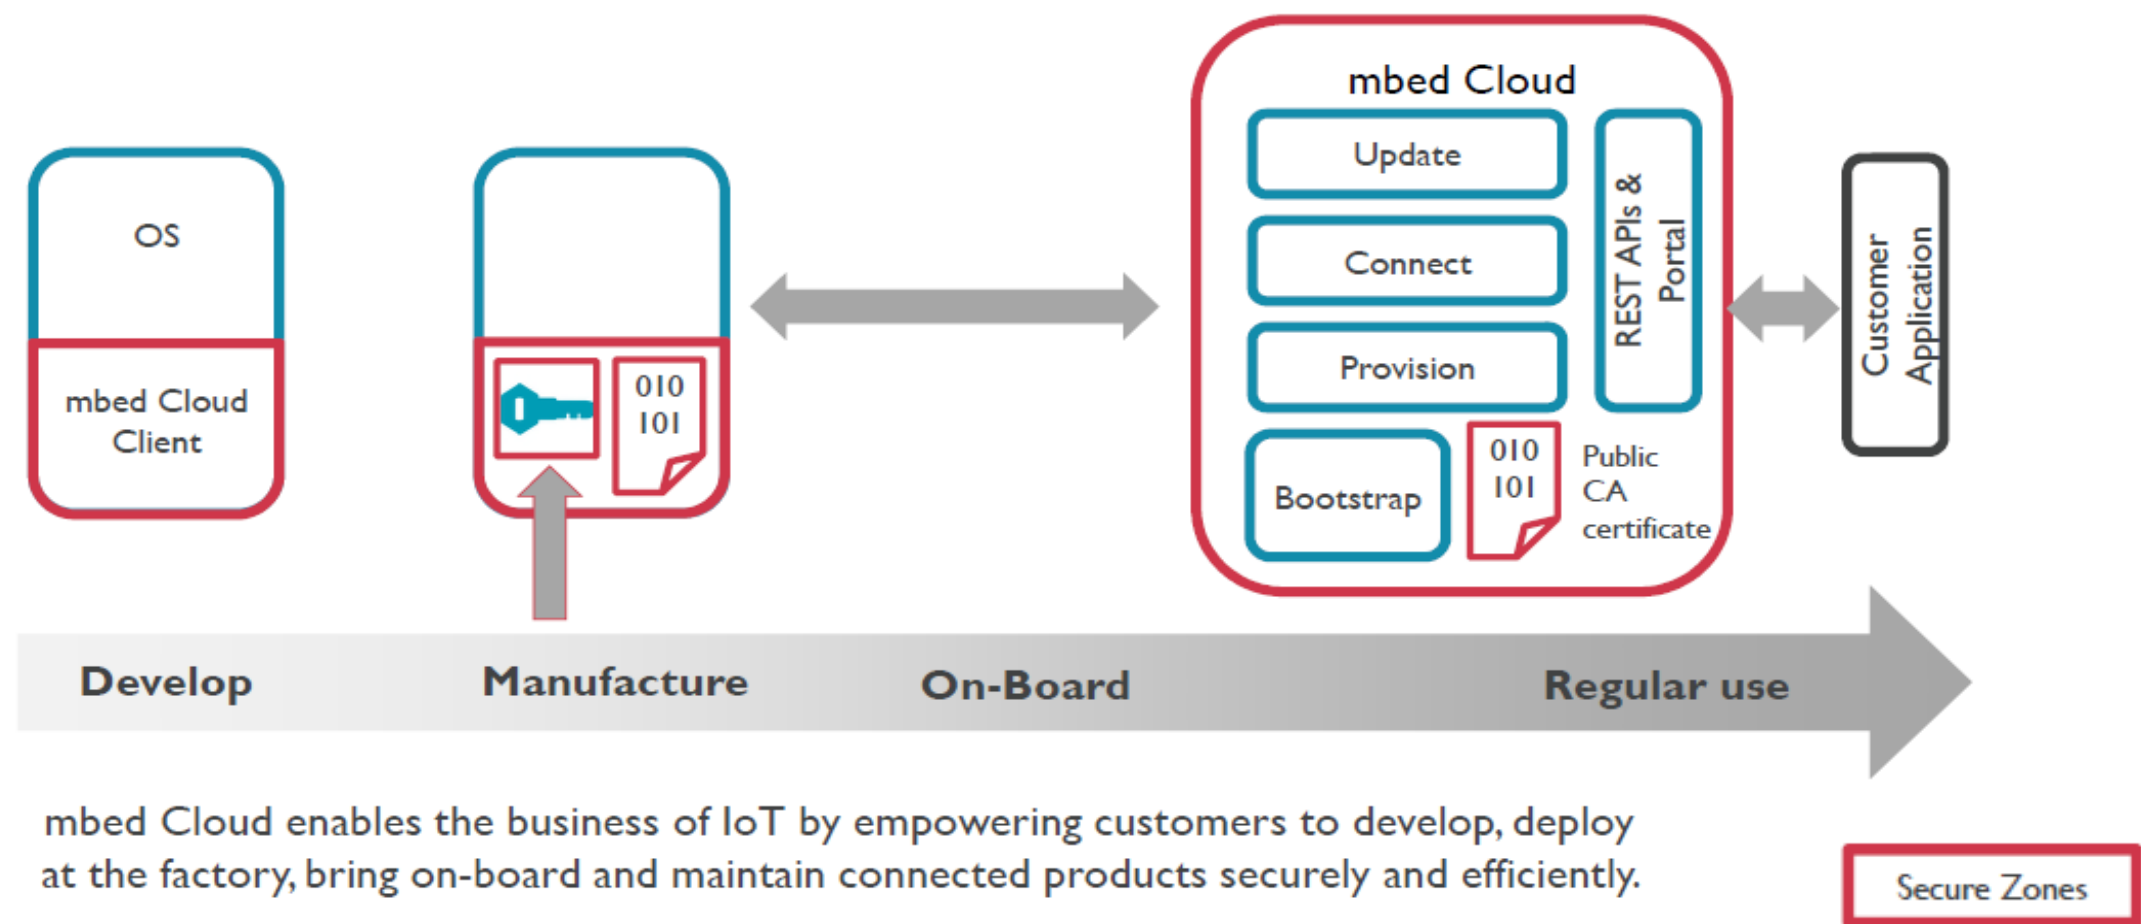 OS
mbed Cloud
Client
010
101
mbed Cloud
Update
Connect
Provision
Bootstrap
REST APIs &
Portal
010
101
Public
CA
certificate
Customer
Application
Develop
Manufacture
On-Board
Regular use
mbed Cloud enables the business of IoT by empowering customers to develop, deploy
at the factory, bring on-board and maintain connected products securely and efficiently.
Secure Zones